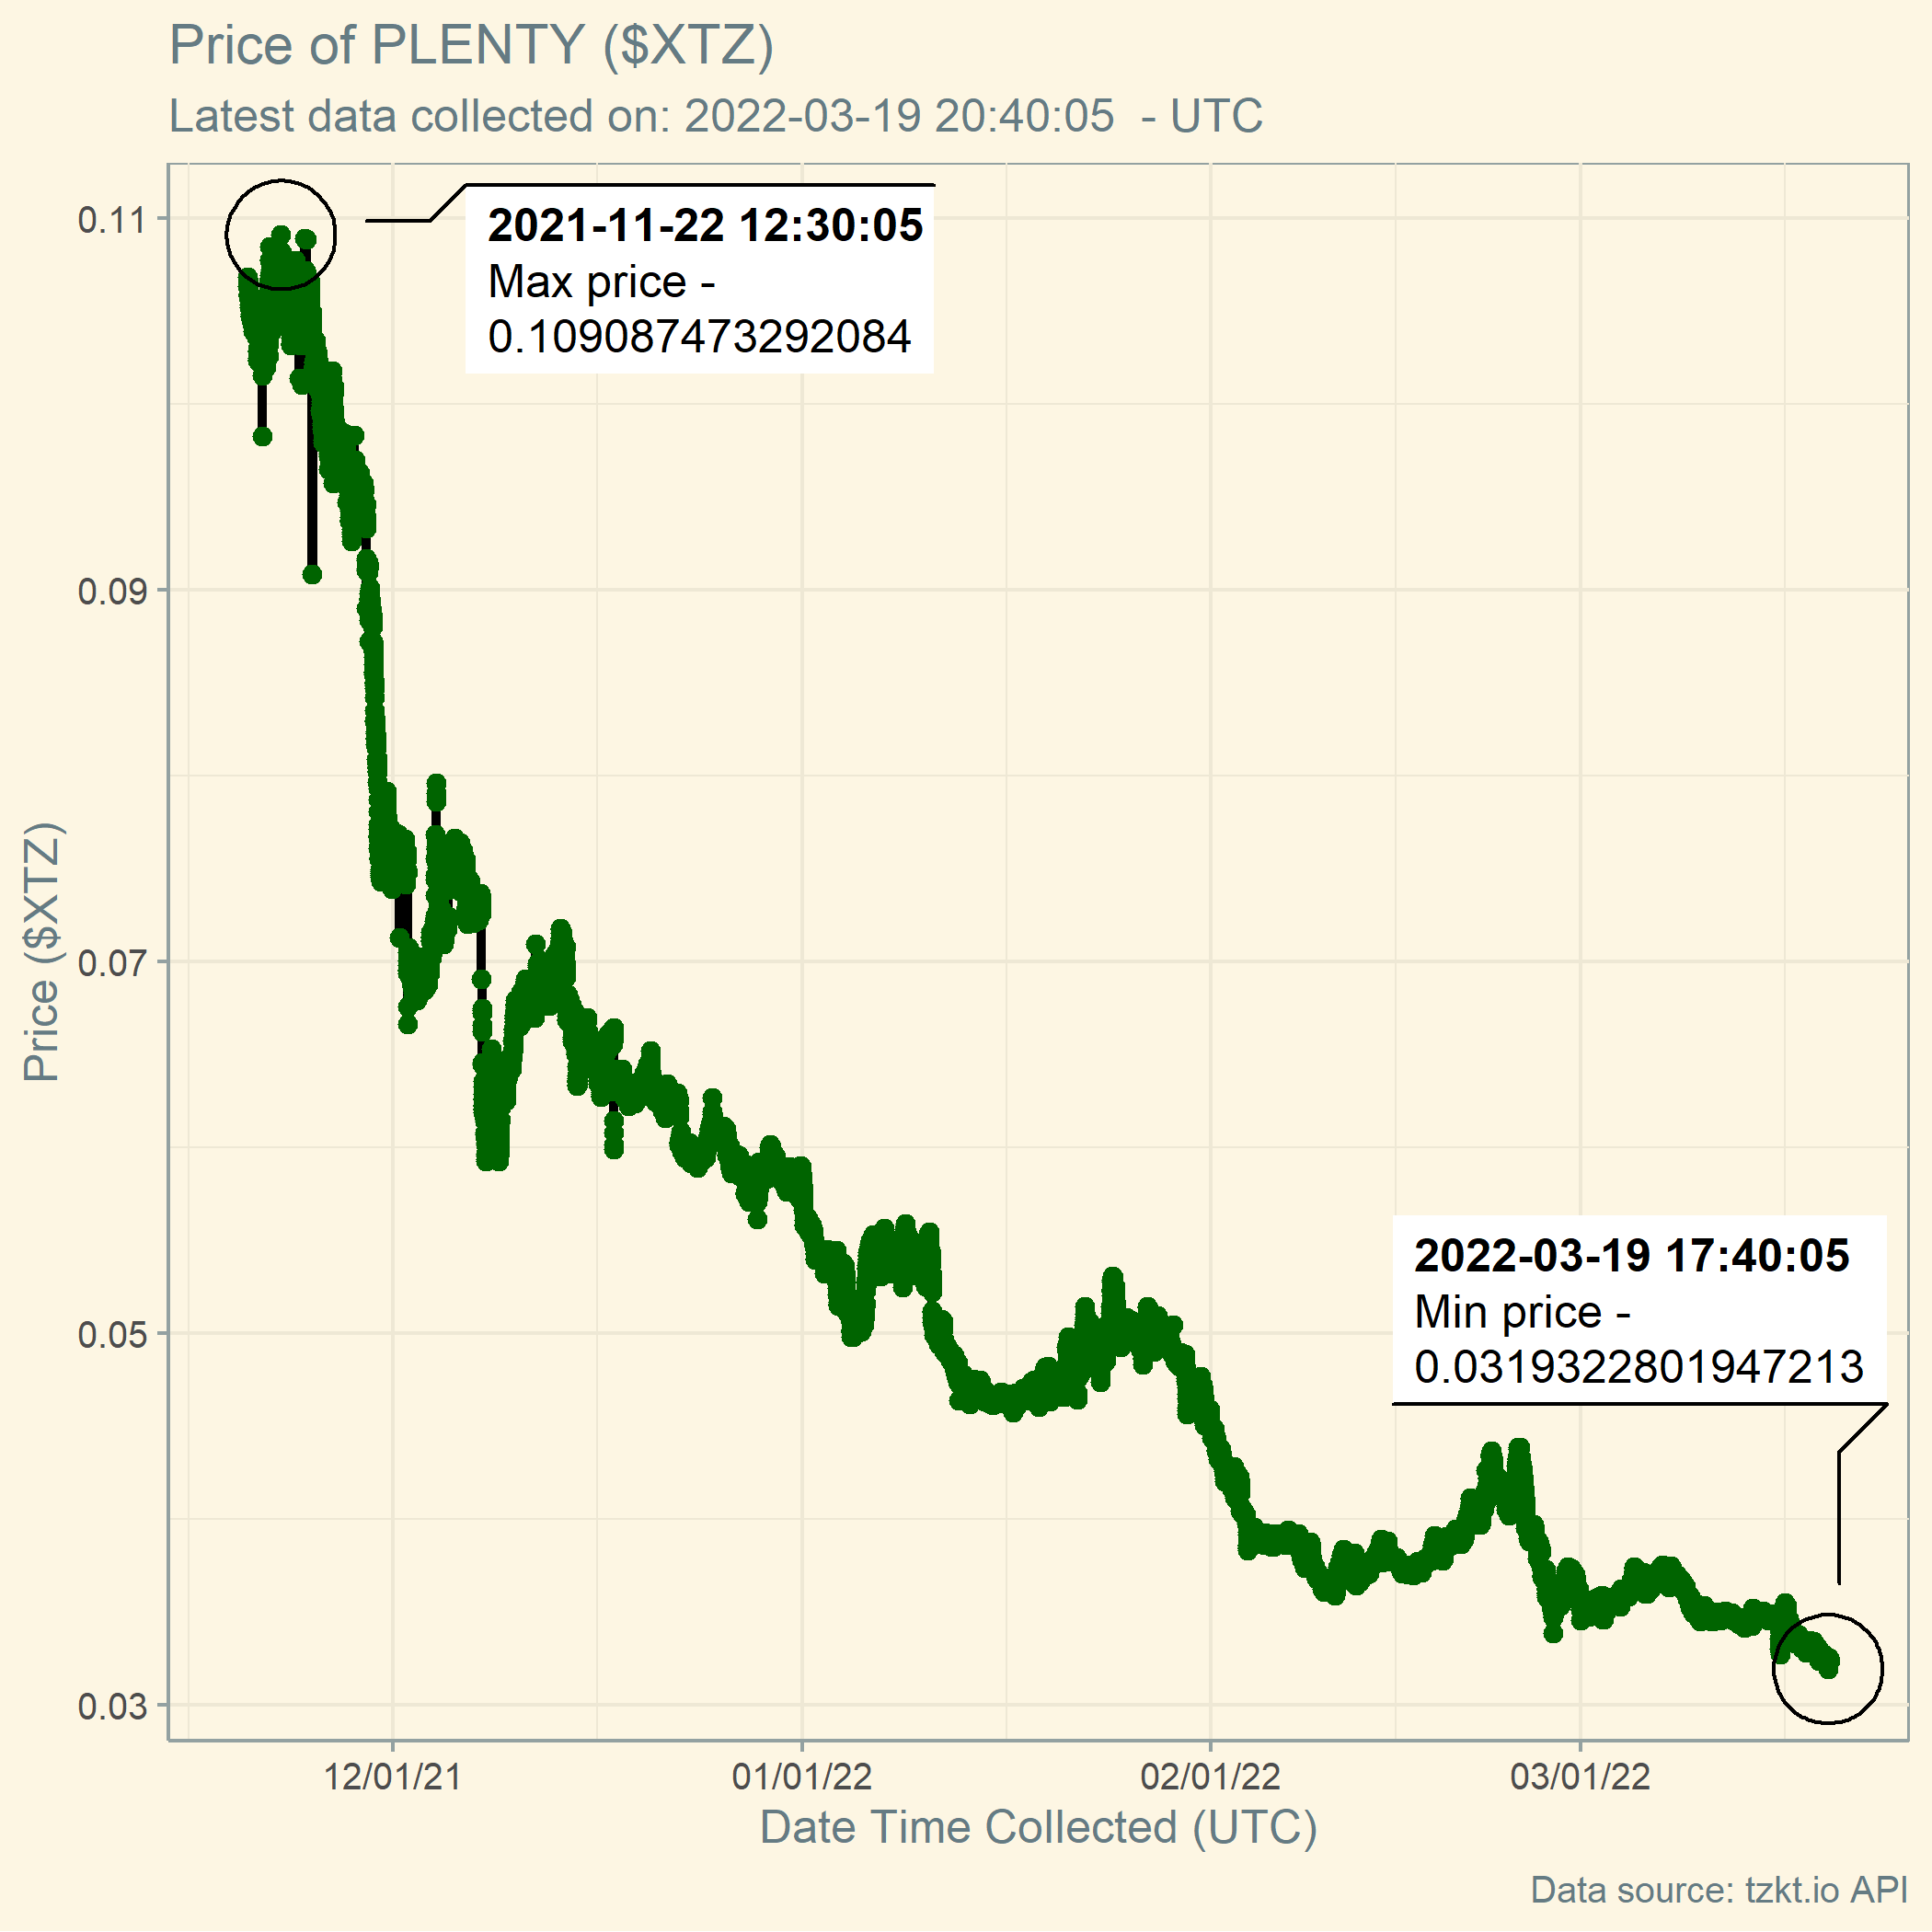 Price of PLENTY ($XTZ)
Latest data collected on: 2022-03-19 20:40:05  - UTC
2021-11-22 12:30:05
Max price -
0.109087473292084
0.11
0.09
0.07
0.05
0.03
Price ($XTZ)
2022-03-19 17:40:05
Min price -
0.0319322801947213
12/01/21
01/01/22
02/01/22
03/01/22
Date Time Collected (UTC)
Data source: tzkt.io API